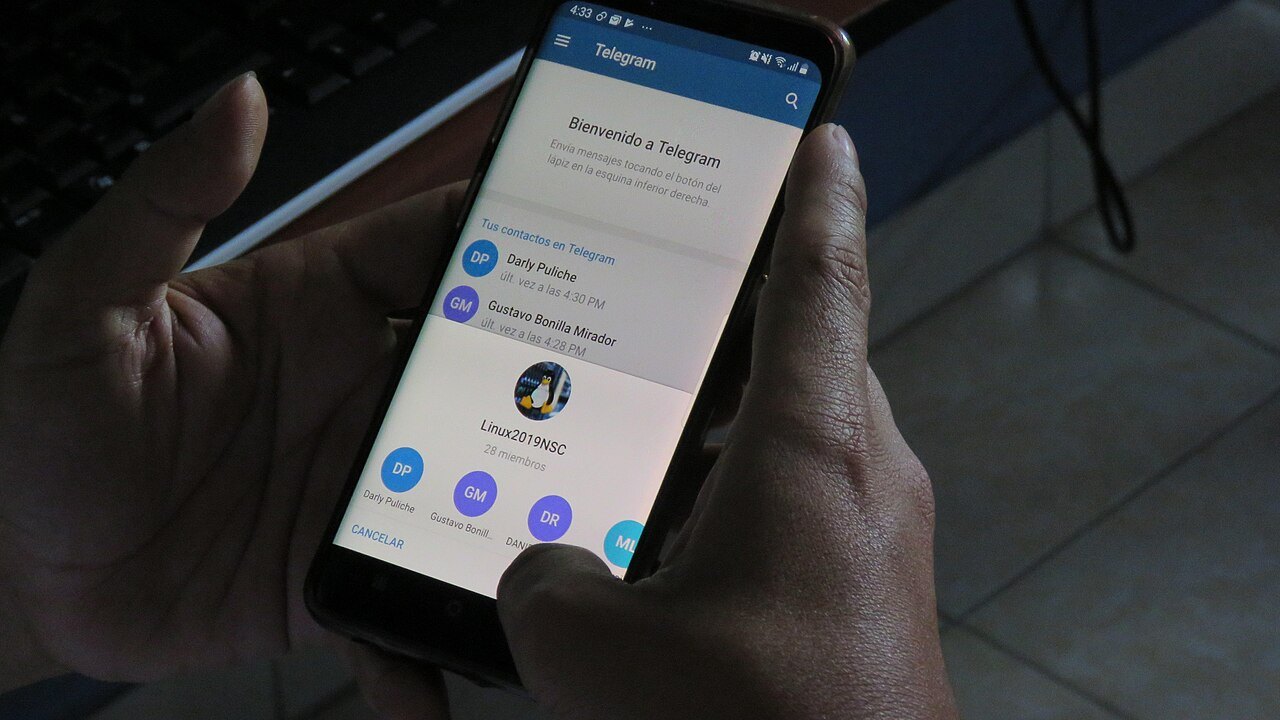 4:33
Telegram
Bienvenido a Telegram
Envía mensajes tocando el botón del
lápiz en la esquina inferior derecha.
Tus contactos en Telegram
DP
Darly Puliche
últ. vez a las 4:30 PM
GM
Gustavo Bonilla Mirador
últ. vez a las 4:28 PM
Linux2019NSC
28 miembros
DP
GM
DR
ML
Darly Puliche
Gustavo Bonill...
CANCELAR